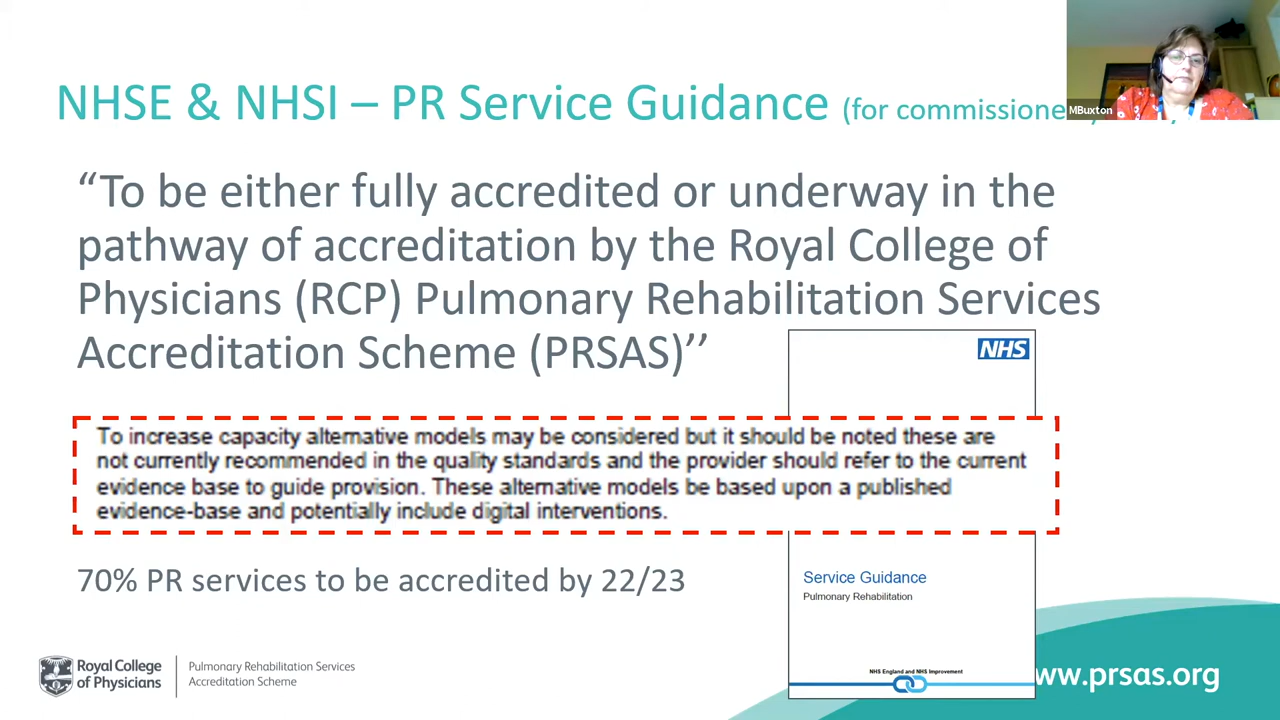 NHSE & NHSI – PR Service Guidance (for commissione
MBuxton
“To be either fully accredited or underway in the
pathway of accreditation by the Royal College of
Physicians (RCP) Pulmonary Rehabilitation Services
Accreditation Scheme (PRSAS)’’
NHS
To increase capacity alternative models may be considered but it should be noted these are
not currently recommended in the quality standards and the provider should refer to the current
evidence base to guide provision. These alternative models be based upon a published
evidence-base and potentially include digital interventions.
70% PR services to be accredited by 22/23
Service Guidance
Pulmonary Rehabilitation
NHS England and NHS Improvement
Royal College
of Physicians
Pulmonary Rehabilitation Services
Accreditation Scheme
ww.prsas.org